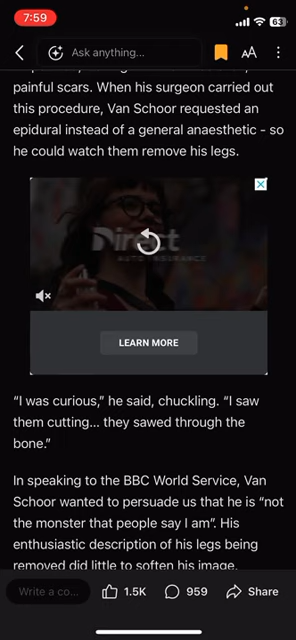 7:59
63
Ask anything...
AA
painful scars. When his surgeon carried out
this procedure, Van Schoor requested an
epidural instead of a general anaesthetic - so
he could watch them remove his legs.
Direct
AUTO INSURANCE
LEARN MORE
“I was curious,” he said, chuckling. “I saw
them cutting... they sawed through the
bone.”
In speaking to the BBC World Service, Van
Schoor wanted to persuade us that he is “not
the monster that people say I am”. His
enthusiastic description of his legs being
removed did little to soften his image.
Write a co...
1.5K
959
Share